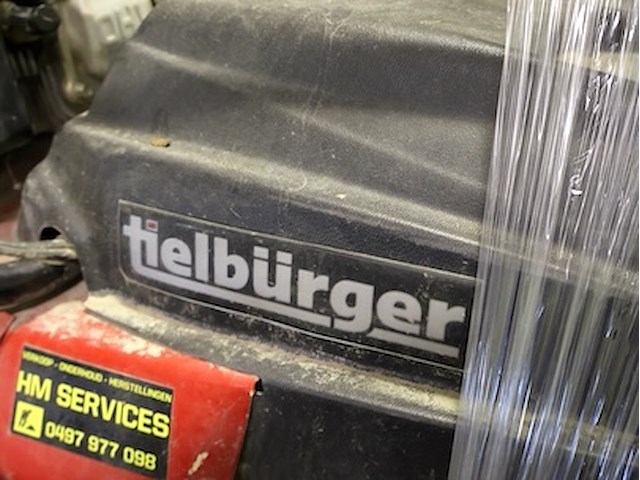 tielbürger
VERKOOP - ONDERHOUD - HERSTELLINGEN
HM SERVICES
0497 977 098